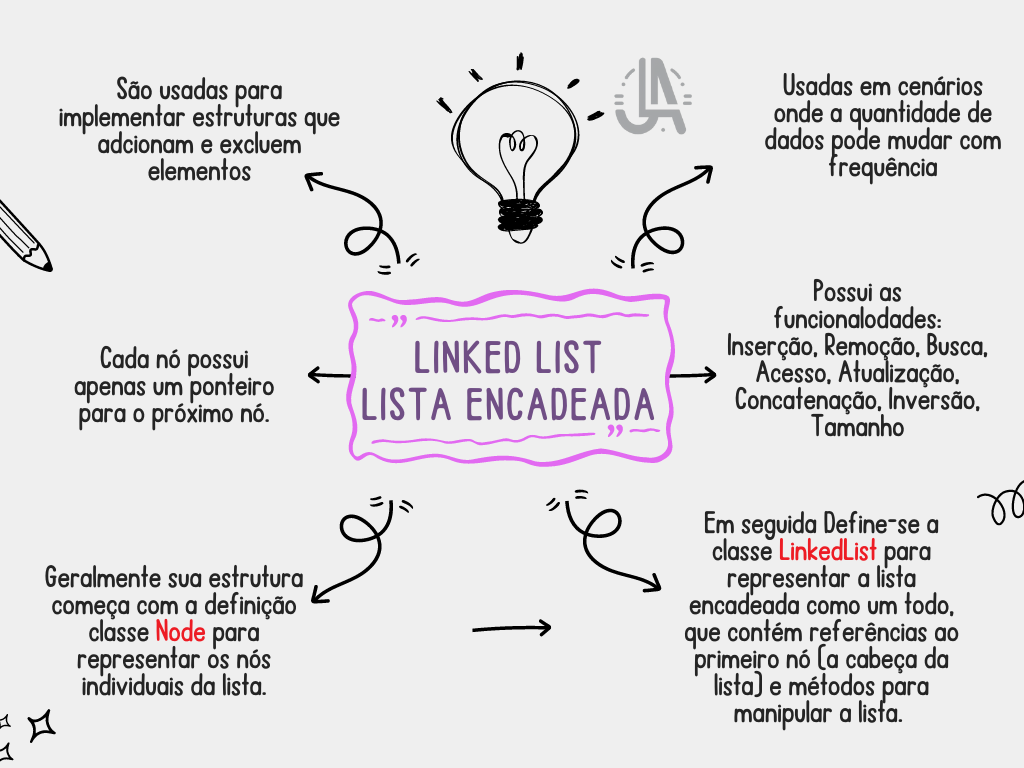 São usadas para
implementar estruturas que
adcionam e excluem
elementos
JA
Usadas em cenários
onde a quantidade de
dados pode mudar com
frequência
Cada nó possui
apenas um ponteiro
para o próximo nó.
LINKED LIST
LISTA ENCADEADA
Possui as
funcionalodades:
Inserção, Remoção, Busca,
Acesso, Atualização,
Concatenação, Inversão,
Tamanho
Geralmente sua estrutura
começa com a definição
classe Node para
representar os nós
individuais da lista.
Em seguida Define-se a
classe LinkedList para
representar a lista
encadeada como um todo,
que contém referências ao
primeiro nó (a cabeça da
lista) e métodos para
manipular a lista.